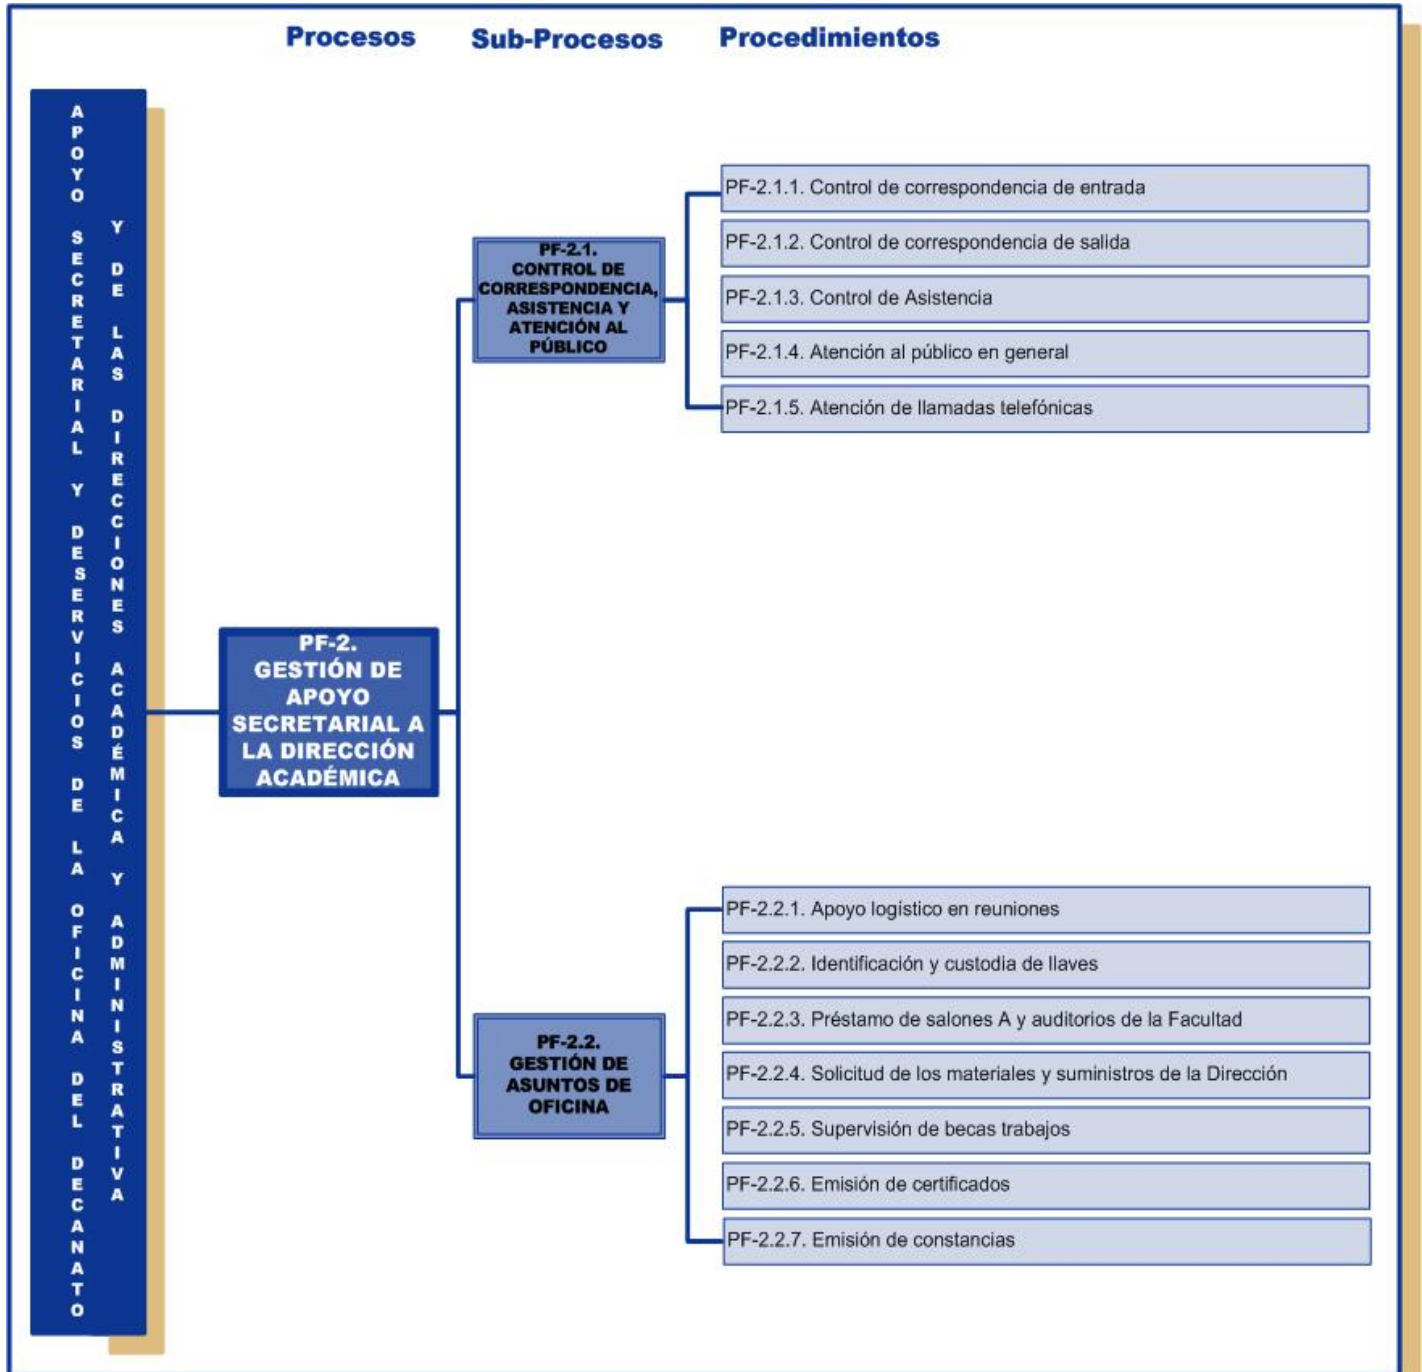 Procesos
Sub-Procesos
Procedimientos
APOYO SECRETARIAL Y DESERVICIOS DE LA OFICINA DEL DECANATO
Y DE LAS DIRECCIONES ACADÉMICA Y ADMINISTRATIVA
PF-2.
GESTIÓN DE
APOYO
SECRETARIAL A
LA DIRECCIÓN
ACADÉMICA
PF-2.1.
CONTROL DE
CORRESPONDENCIA,
ASISTENCIA Y
ATENCIÓN AL
PÚBLICO
PF-2.1.1. Control de correspondencia de entrada
PF-2.1.2. Control de correspondencia de salida
PF-2.1.3. Control de Asistencia
PF-2.1.4. Atención al público en general
PF-2.1.5. Atención de llamadas telefónicas
PF-2.2.
GESTIÓN DE
ASUNTOS DE
OFICINA
PF-2.2.1. Apoyo logístico en reuniones
PF-2.2.2. Identificación y custodia de llaves
PF-2.2.3. Préstamo de salones A y auditorios de la Facultad
PF-2.2.4. Solicitud de los materiales y suministros de la Dirección
PF-2.2.5. Supervisión de becas trabajos
PF-2.2.6. Emisión de certificados
PF-2.2.7. Emisión de constancias